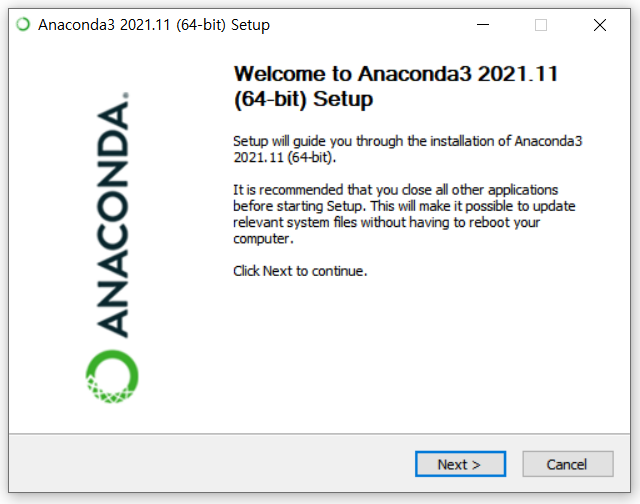 Anaconda3 2021.11 (64-bit) Setup
ANACONDA.
Welcome to Anaconda3 2021.11
(64-bit) Setup
Setup will guide you through the installation of Anaconda3
2021.11 (64-bit).
It is recommended that you close all other applications
before starting Setup. This will make it possible to update
relevant system files without having to reboot your
computer.
Click Next to continue.
Next >
Cancel